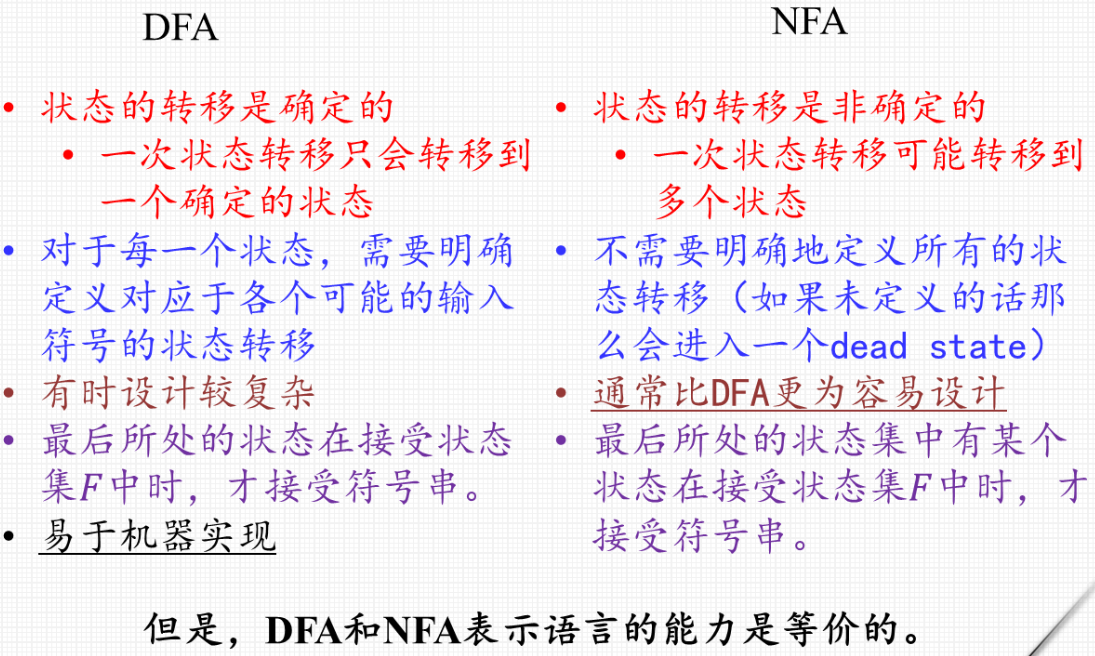 DFA
• 状态的转移是确定的
• 一次状态转移只会转移到
一个确定的状态
• 对于每一个状态，需要明确
定义对应于各个可能的输入
符号的状态转移
• 有时设计较复杂
• 最后所处的状态在接受状态
集F中时，才接受符号串。
• 易于机器实现
NFA
• 状态的转移是非确定的
• 一次状态转移可能转移到
多个状态
• 不需要明确地定义所有的状
态转移（如果未定义的话那
么会进入一个dead state）
• 通常比DFA更为容易设计
• 最后所处的状态集中有某个
状态在接受状态集F中时，才
接受符号串。
但是，DFA和NFA表示语言的能力是等价的。